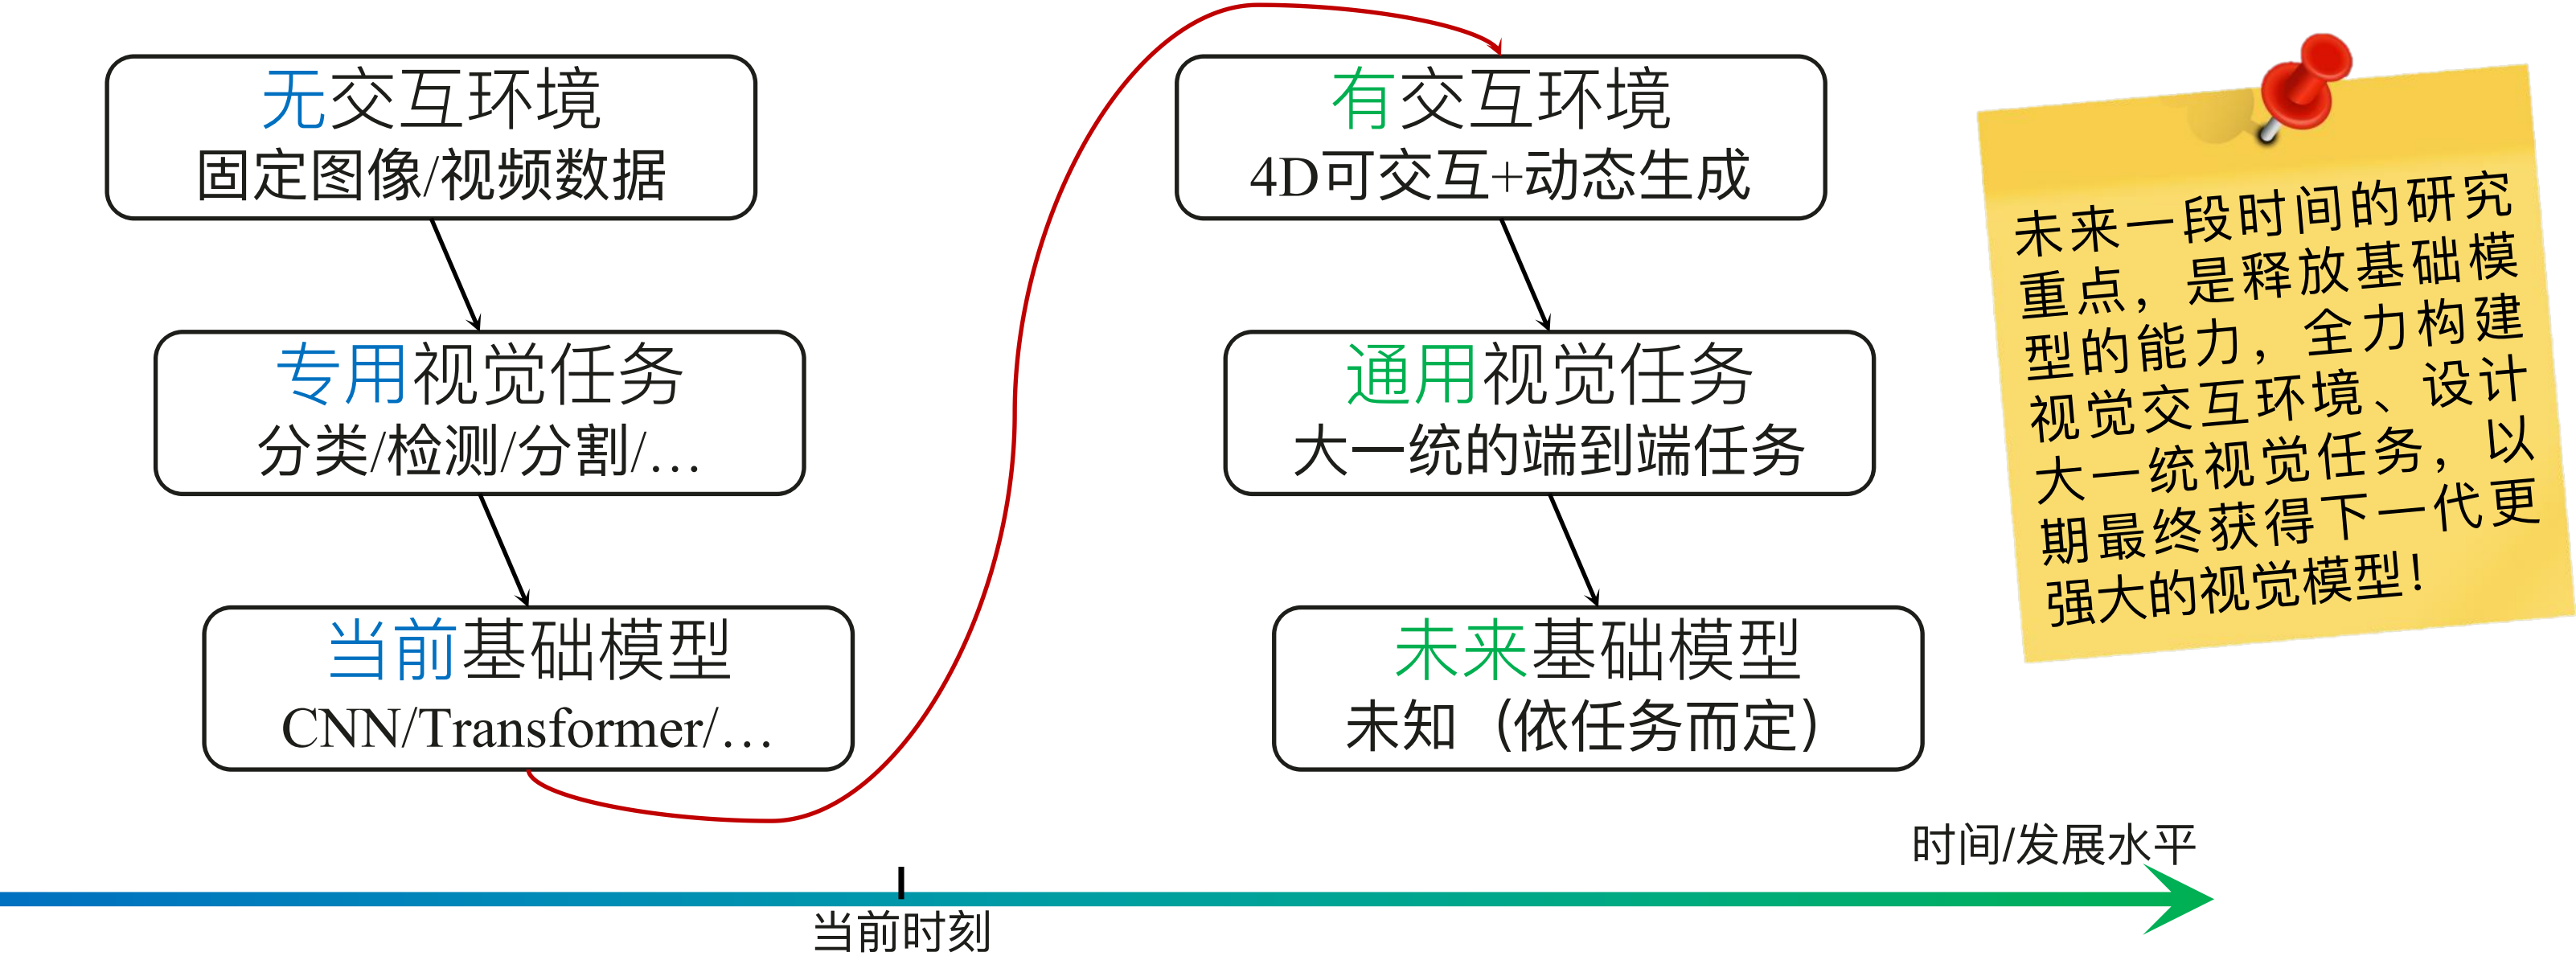 无交互环境
固定图像/视频数据
专用视觉任务
分类/检测/分割/…
当前基础模型
CNN/Transformer/…
有交互环境
4D可交互+动态生成
通用视觉任务
大一统的端到端任务
未来基础模型
未知（依任务而定）
未来一段时间的研究
重点，是释放基础模
型的能力，全力构建
视觉交互环境、设计
大一统视觉任务，以
期最终获得下一代更
强大的视觉模型！
时间/发展水平
当前时刻